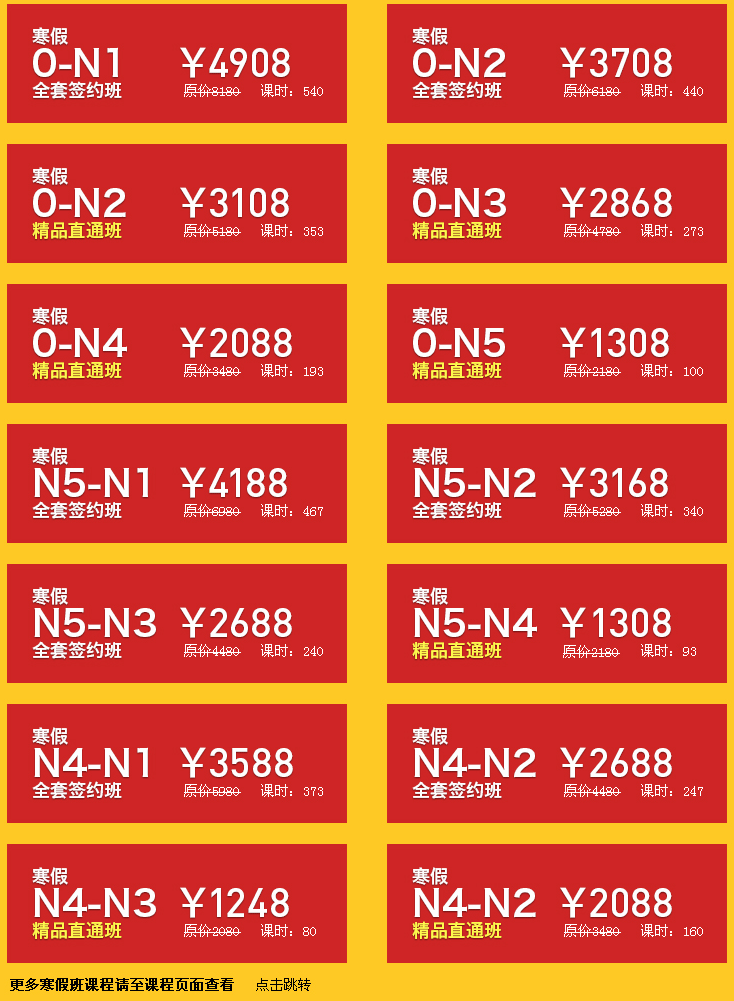 寒假
0-N1 ￥4908
全套签约班 原价8180 课时：540
寒假
0-N2 ￥3708
全套签约班 原价6180 课时：440
寒假
0-N2 ￥3108
精品直通班 原价5180 课时：353
寒假
0-N3 ￥2868
精品直通班 原价4780 课时：273
寒假
0-N4 ￥2088
精品直通班 原价3480 课时：193
寒假
0-N5 ￥1308
精品直通班 原价2180 课时：100
寒假
N5-N1 ￥4188
全套签约班 原价6980 课时：467
寒假
N5-N2 ￥3168
全套签约班 原价5280 课时：340
寒假
N5-N3 ￥2688
全套签约班 原价4480 课时：240
寒假
N5-N4 ￥1308
精品直通班 原价2180 课时：93
寒假
N4-N1 ￥3588
全套签约班 原价5980 课时：373
寒假
N4-N2 ￥2688
全套签约班 原价4480 课时：247
寒假
N4-N3 ￥1248
精品直通班 原价2080 课时：80
寒假
N4-N2 ￥2088
精品直通班 原价3480 课时：160
更多寒假班课程请至课程页面查看 点击跳转